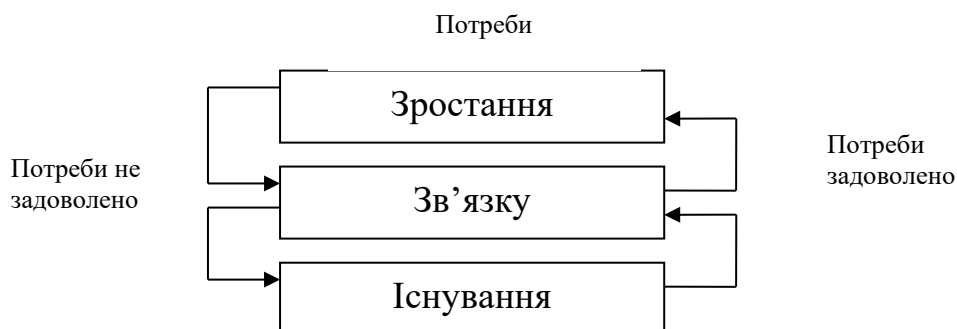 Потреби
Зростання
Потреби не
задоволено
Зв’язку
Потреби
задоволено
Існування